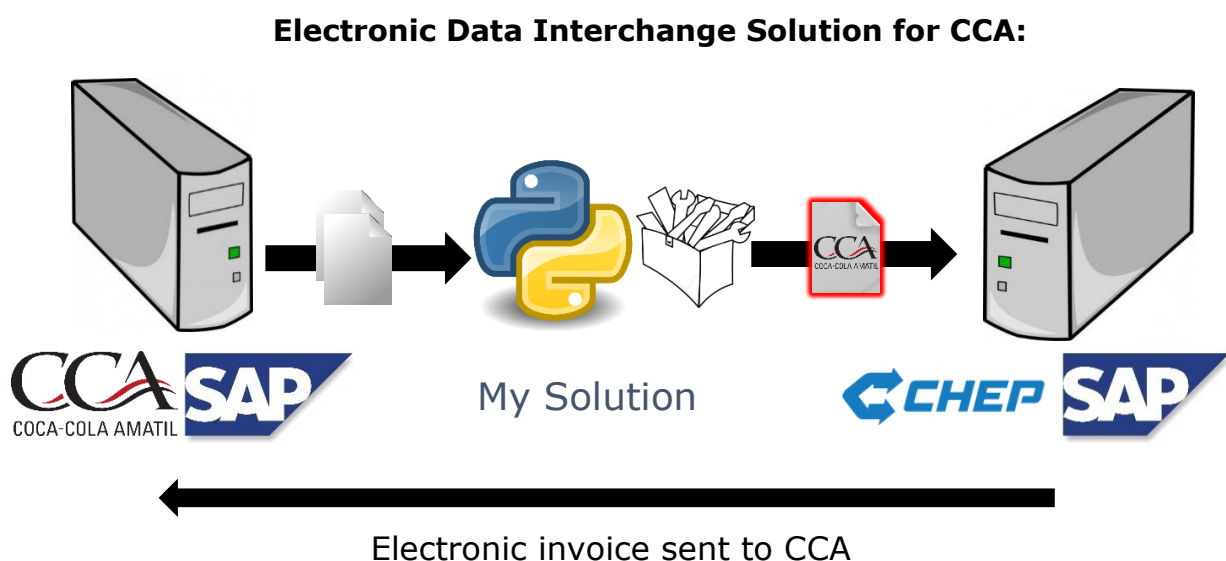 Electronic Data Interchange Solution for CCA:
CCA
COCA-COLA AMATIL
CCA
COCA-COLA AMATIL
SAP
My Solution
CHEP
SAP
Electronic invoice sent to CCA